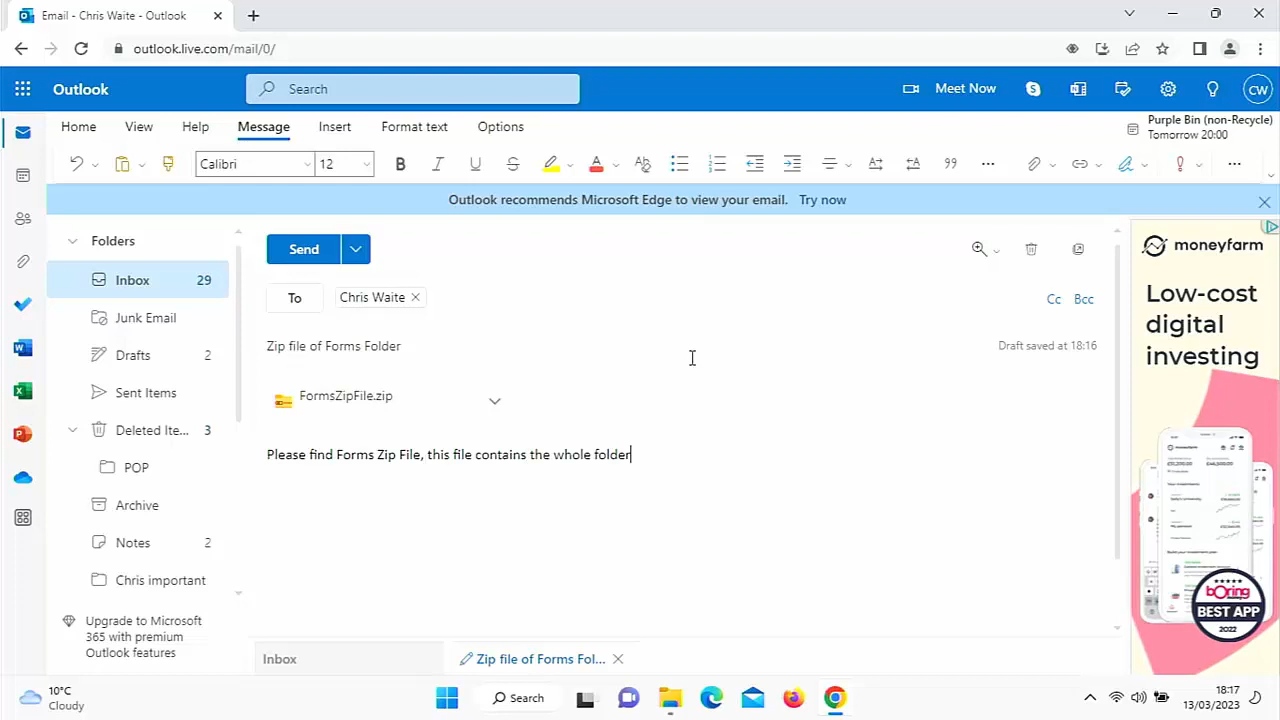 Email - Chris Waite - Outlook
outlook.live.com/mail/0/
Outlook
Search
Meet Now
CW
Home
View
Help
Message
Insert
Format text
Options
Purple Bin (non-Recycle)
Tomorrow 20:00
Calibri
12
Outlook recommends Microsoft Edge to view your email. Try now
Folders
Inbox 29
Junk Email
Drafts 2
Sent Items
Deleted Ite... 3
POP
Archive
Notes 2
Chris important
Upgrade to Microsoft
365 with premium
Outlook features
Send
To
Chris Waite
Cc
Bcc
Zip file of Forms Folder
Draft saved at 18:16
FormsZipFile.zip
Please find Forms Zip File, this file contains the whole folder
Inbox
Zip file of Forms Fol...
moneyfarm
Low-cost
digital
investing
boring
money
BEST APP
2022
10°C
Cloudy
Search
18:17
13/03/2023